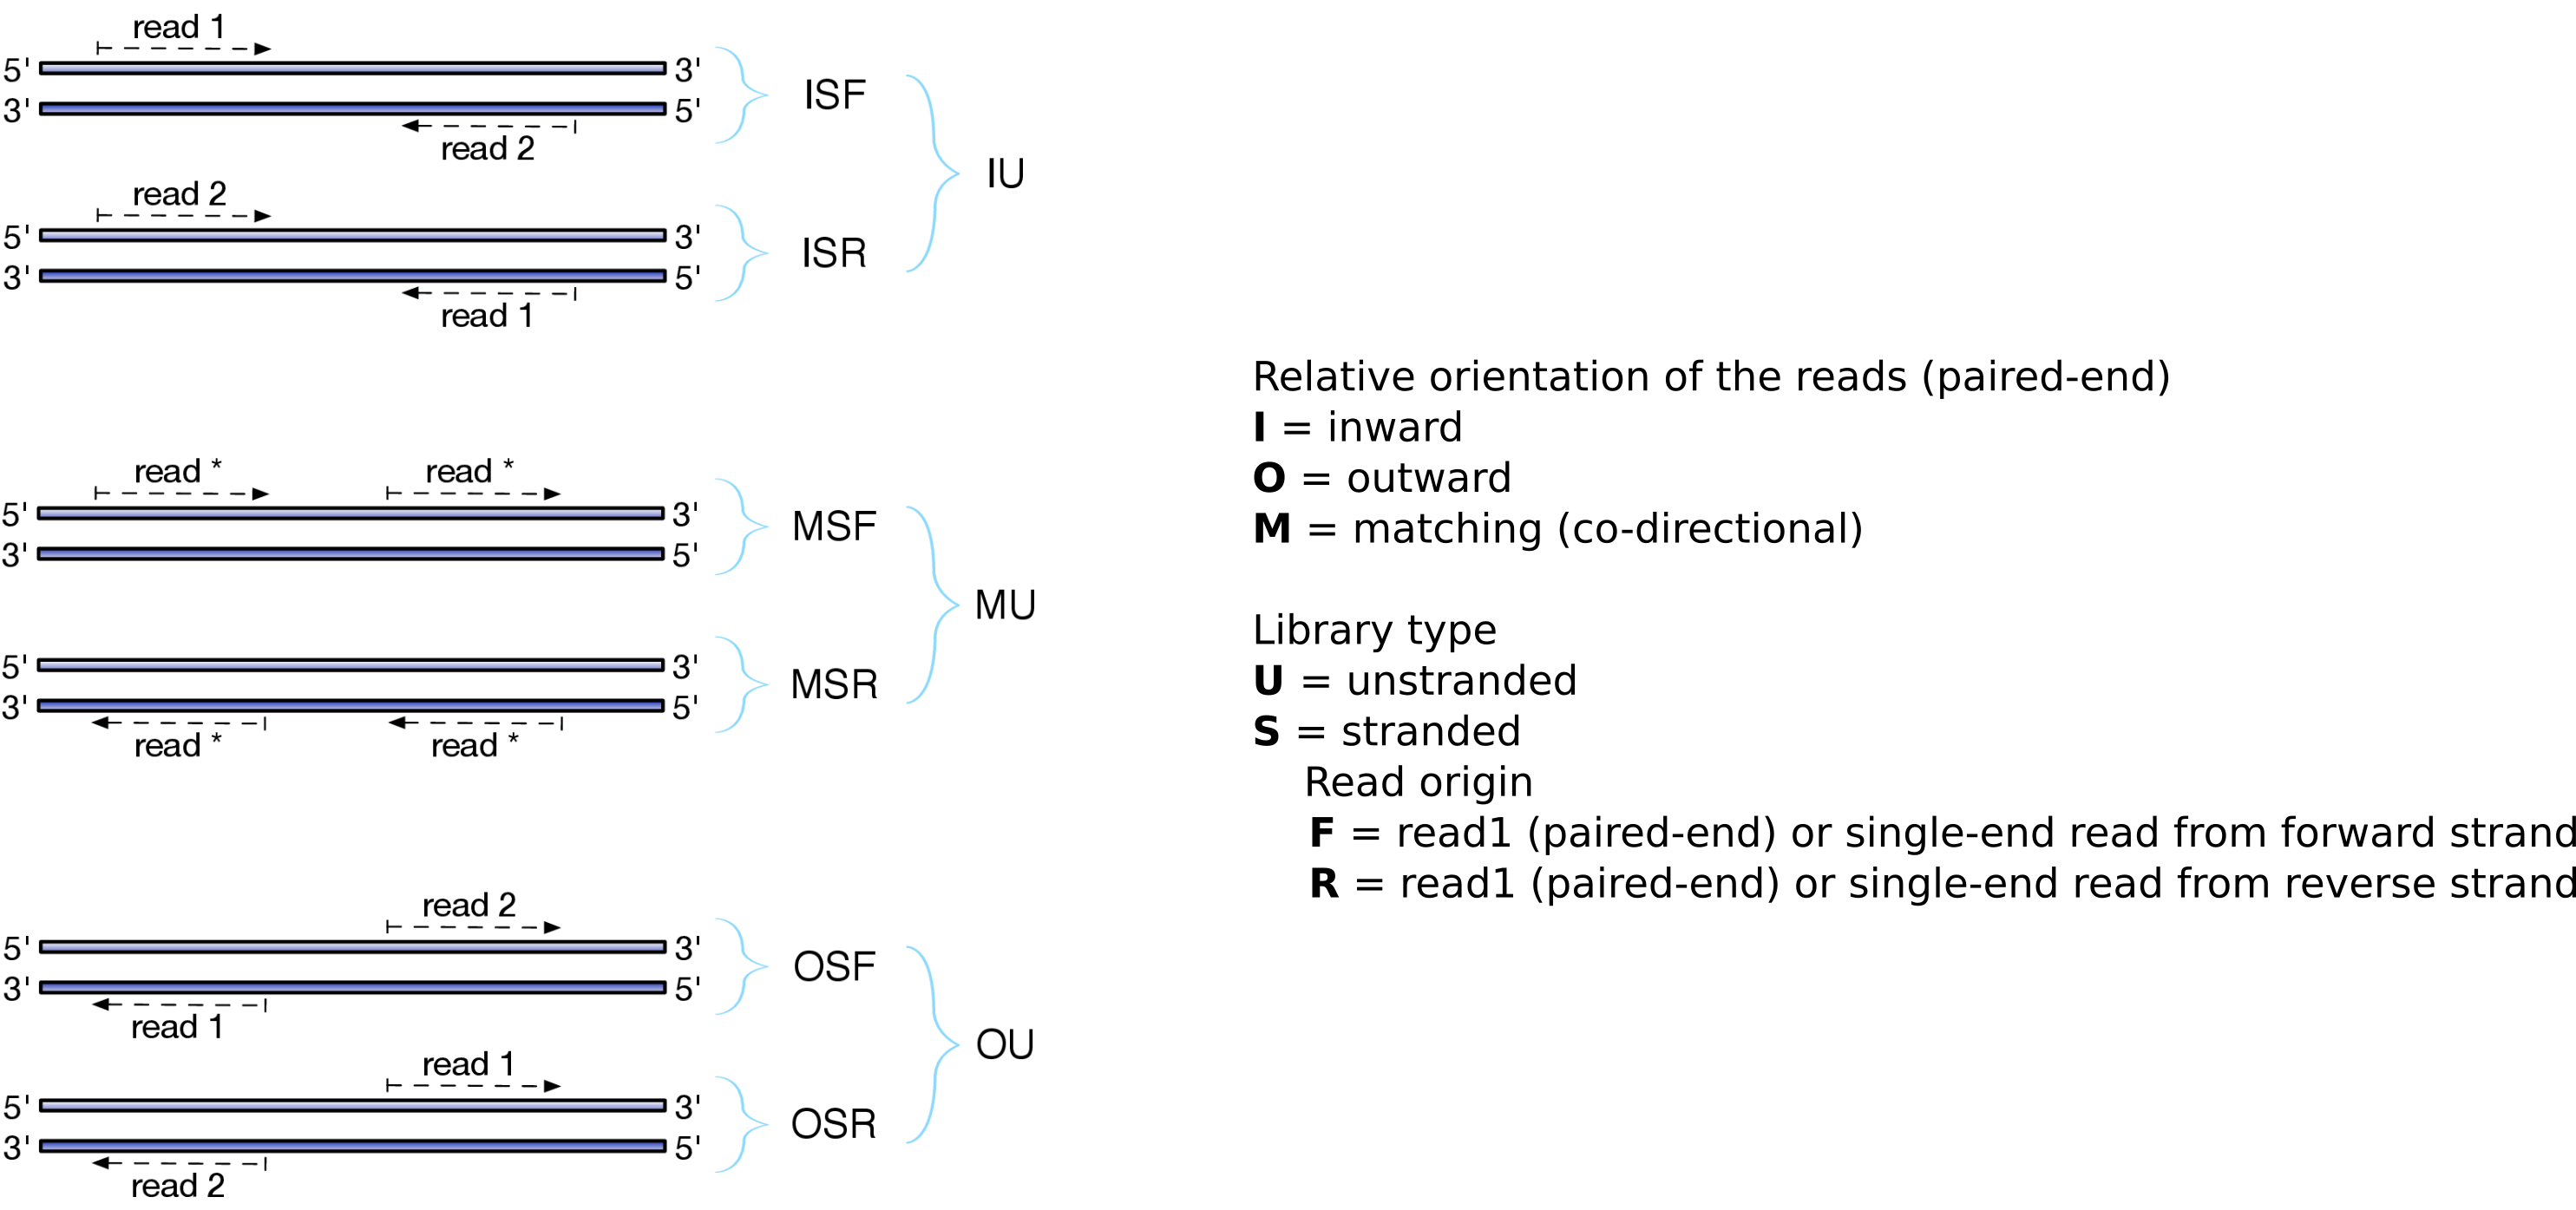 read 1
5' 3'
3' 5'
read 2
ISF
read 2
5' 3'
3' 5'
read 1
ISR
IU
read * read *
5' 3'
3' 5'
MSF
5' 3'
3' 5'
read * read *
MSR
MU
read 2
5' 3'
3' 5'
read 1
OSF
read 1
5' 3'
3' 5'
read 2
OSR
OU
Relative orientation of the reads (paired-end)
I = inward
O = outward
M = matching (co-directional)
Library type
U = unstranded
S = stranded
Read origin
F = read1 (paired-end) or single-end read from forward strand
R = read1 (paired-end) or single-end read from reverse strand